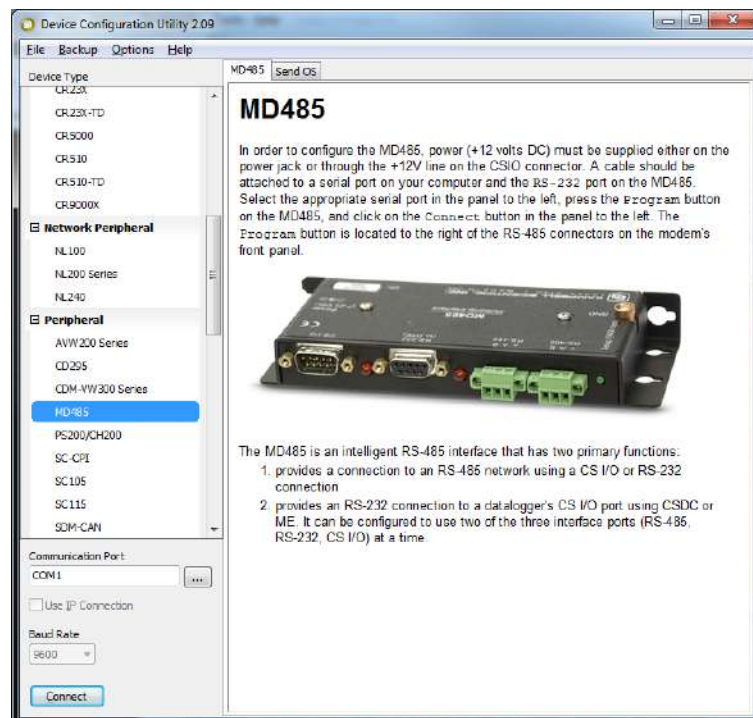 Device Configuration Utility 2.09
File Backup Options Help
Device Type
CR23X
CR23X-TD
CR5000
CR510
CR510-TD
CR9000X
Network Peripheral
NL100
NL200 Series
NL240
Peripheral
AVW200 Series
CD295
CDM-VW300 Series
MD485
PS200/CH200
SC-CPI
SC105
SC115
SDM-CAN
Communication Port
COM1
...
Use IP Connection
Baud Rate
9600
Connect
MD485 Send OS
MD485
In order to configure the MD485, power (+12 volts DC) must be supplied either on the
power jack or through the +12V line on the CSIO connector. A cable should be
attached to a serial port on your computer and the RS-232 port on the MD485.
Select the appropriate serial port in the panel to the left, press the Program button
on the MD485, and click on the Connect button in the panel to the left. The
Program button is located to the right of the RS-485 connectors on the modem's
front panel.
MD485
The MD485 is an intelligent RS-485 interface that has two primary functions:
1. provides a connection to an RS-485 network using a CS I/O or RS-232
connection
2. provides an RS-232 connection to a datalogger's CS I/O port using CSDC or
ME. It can be configured to use two of the three interface ports (RS-485,
RS-232, CS I/O) at a time.